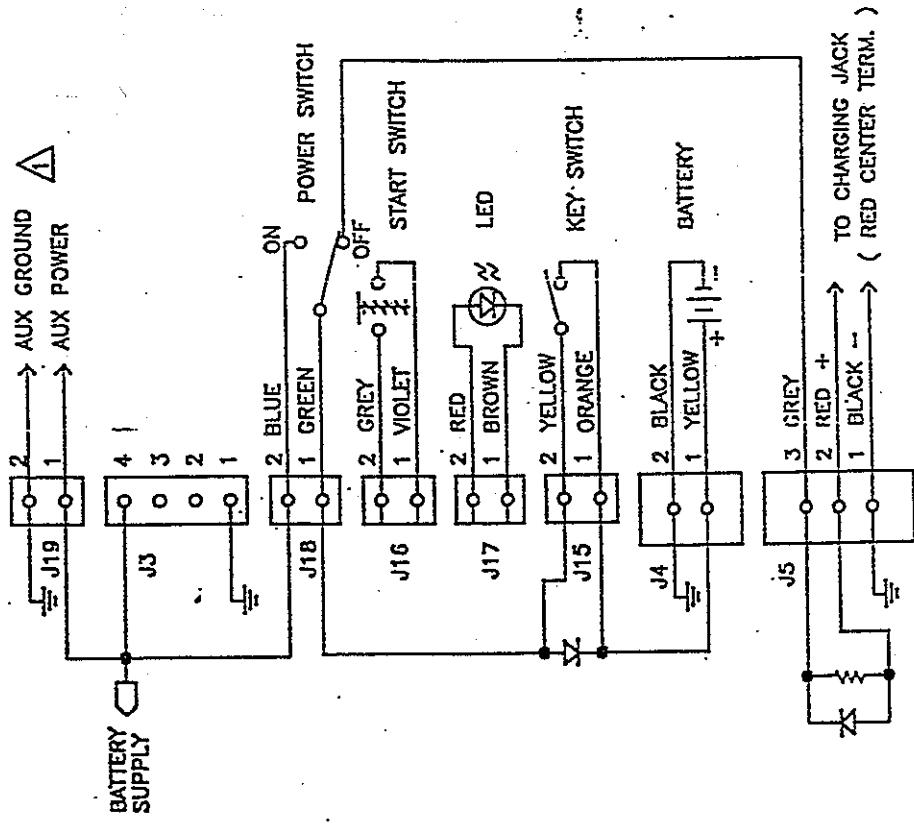 2 AUX GROUND 1
1 AUX POWER
J19
4
3
2
1
J3
BATTERY
SUPPLY
POWER SWITCH
ON
OFF
2 BLUE
1 GREEN
J18
START SWITCH
2 GREY
1 VIOLET
J16
LED
2 RED
1 BROWN
J17
KEY SWITCH
2 YELLOW
1 ORANGE
J15
BATTERY
2 BLACK
1 YELLOW
+
J4
3 GREY
2 RED +
1 BLACK --
J5
TO CHARGING JACK
( RED CENTER TERM. )